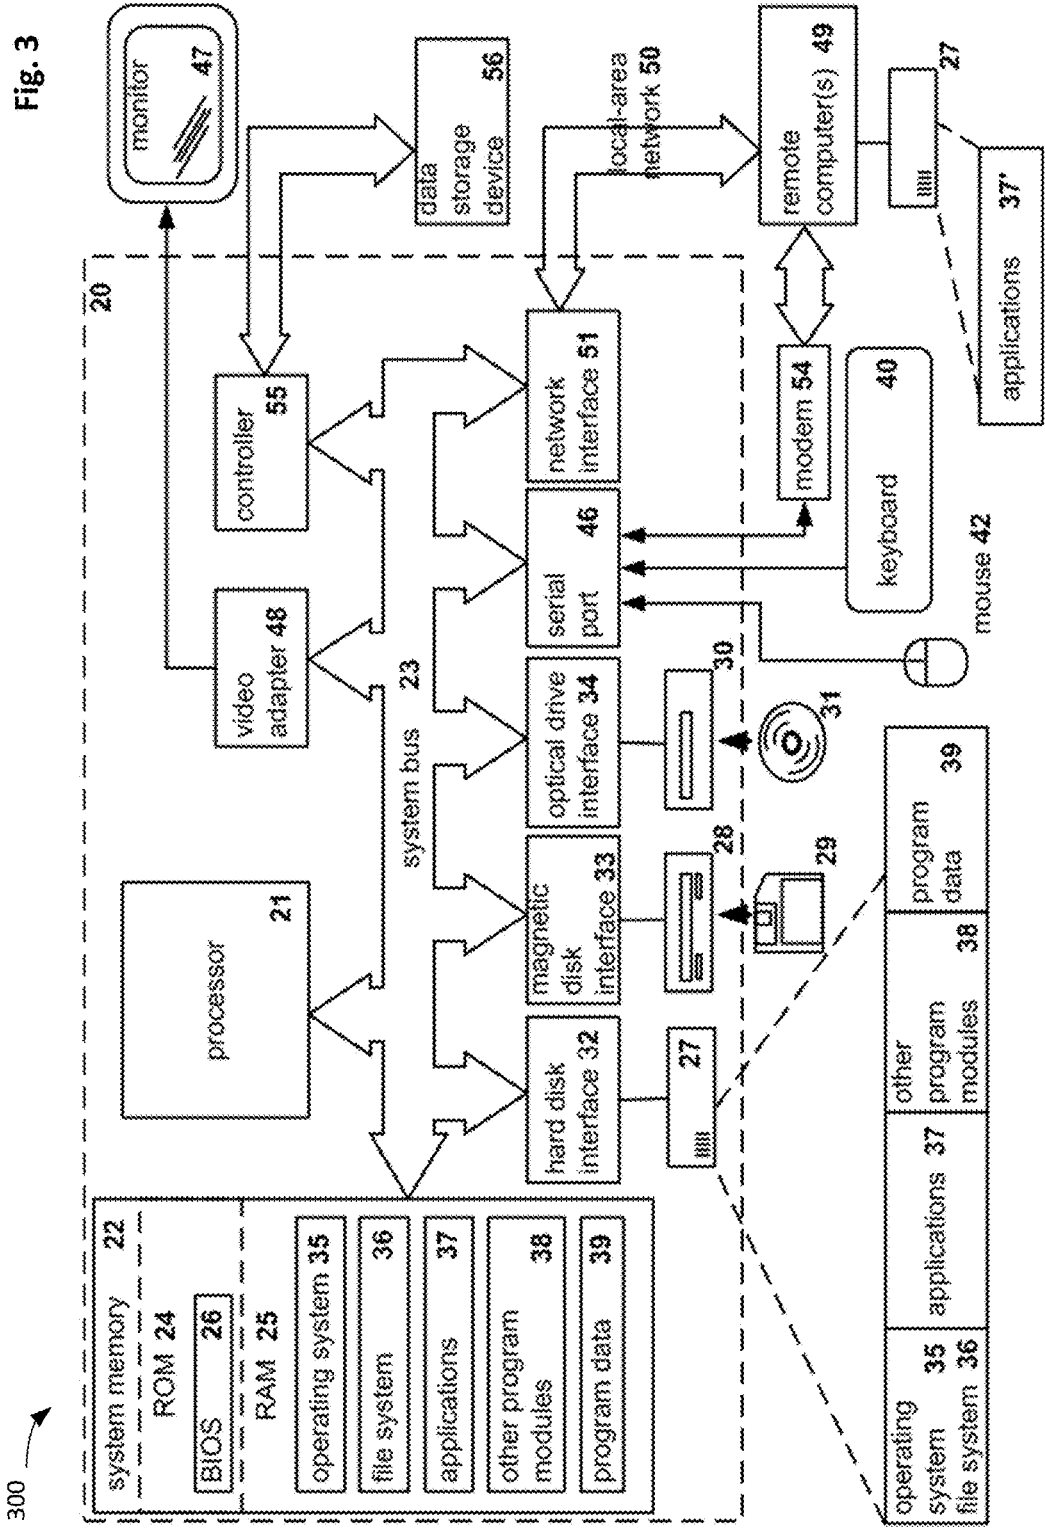 300
Fig. 3
20
system memory 22
ROM 24
BIOS 26
RAM 25
operating system 35
file system 36
applications 37
other program
modules 38
program data 39
processor
21
video
adapter 48
controller
55
monitor
47
system bus 23
data
storage
device
56
hard disk
interface 32
magnetic
disk
interface 33
optical drive
interface 34
serial
port
46
network
interface 51
local-area
network 50
27
28
30
29
31
modem 54
remote
computer(s) 49
27
keyboard
40
mouse 42
applications 37'
operating
system 35
file system 36
applications 37
other
program
modules 38
program
data
39